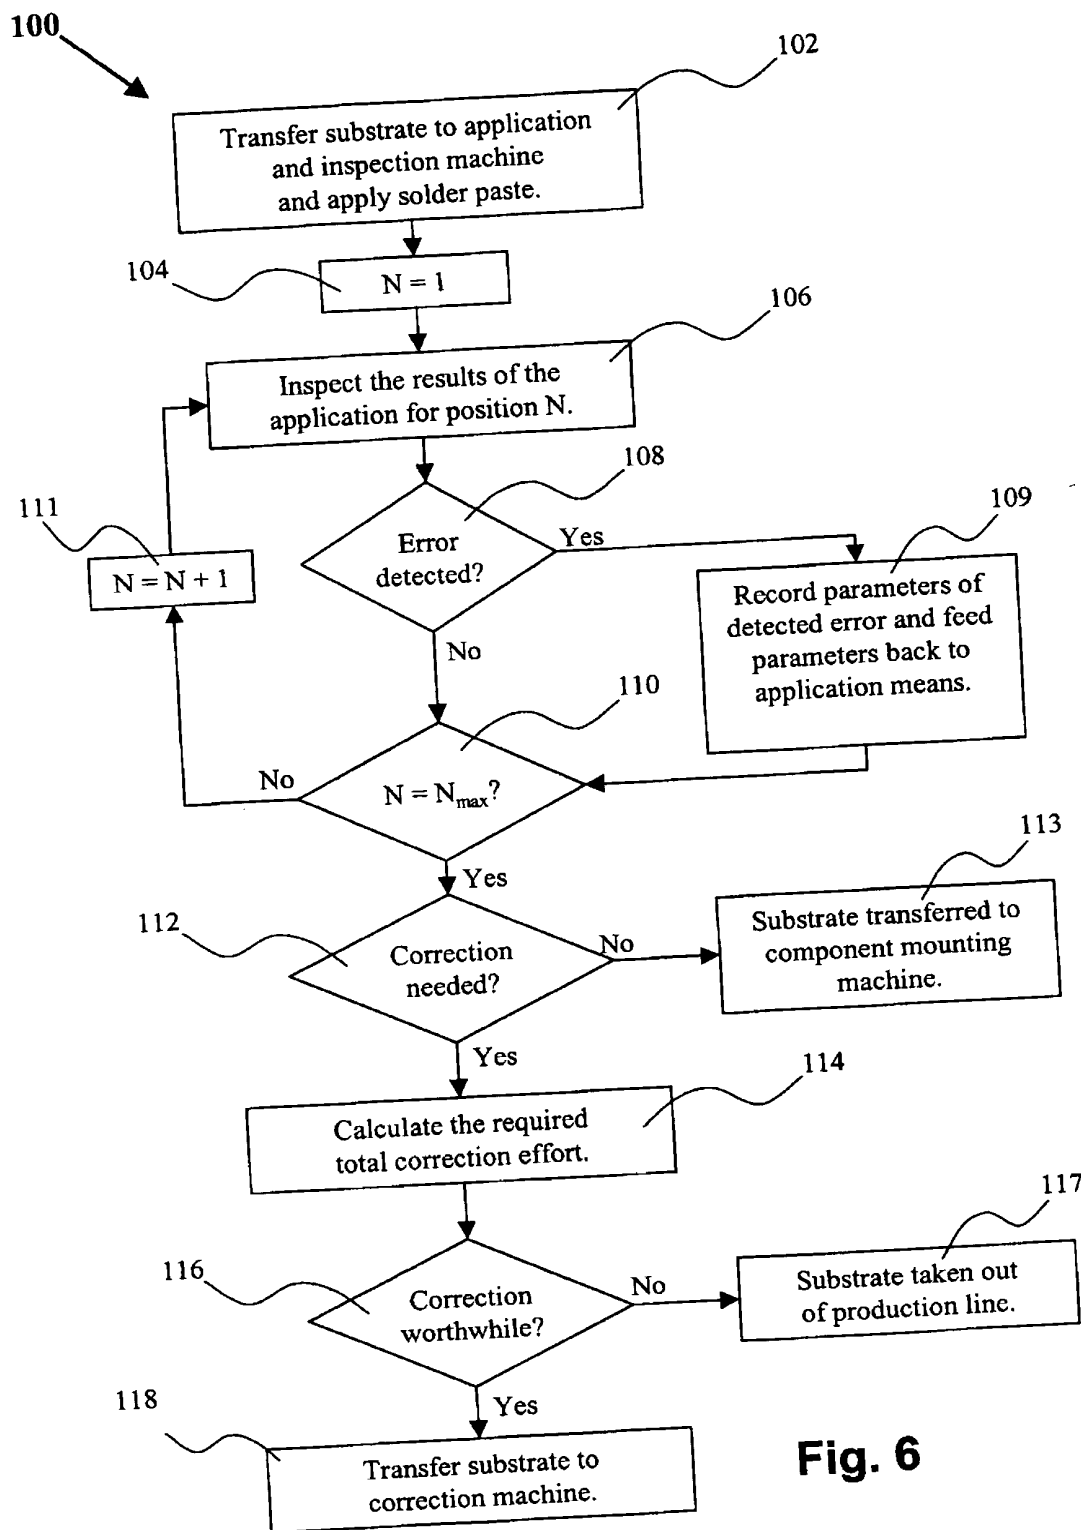 100
102
Transfer substrate to application
and inspection machine
and apply solder paste.
104
N = 1
106
Inspect the results of the
application for position N.
108
111
109
Error
detected?
Yes
N = N + 1
Record parameters of
detected error and feed
parameters back to
application means.
No
110
No
N = Nmax?
113
Yes
112
Correction
needed?
No
Substrate transferred to
component mounting
machine.
Yes
114
Calculate the required
total correction effort.
117
116
Correction
worthwhile?
No
Substrate taken out
of production line.
Yes
118
Transfer substrate to
correction machine.
Fig. 6